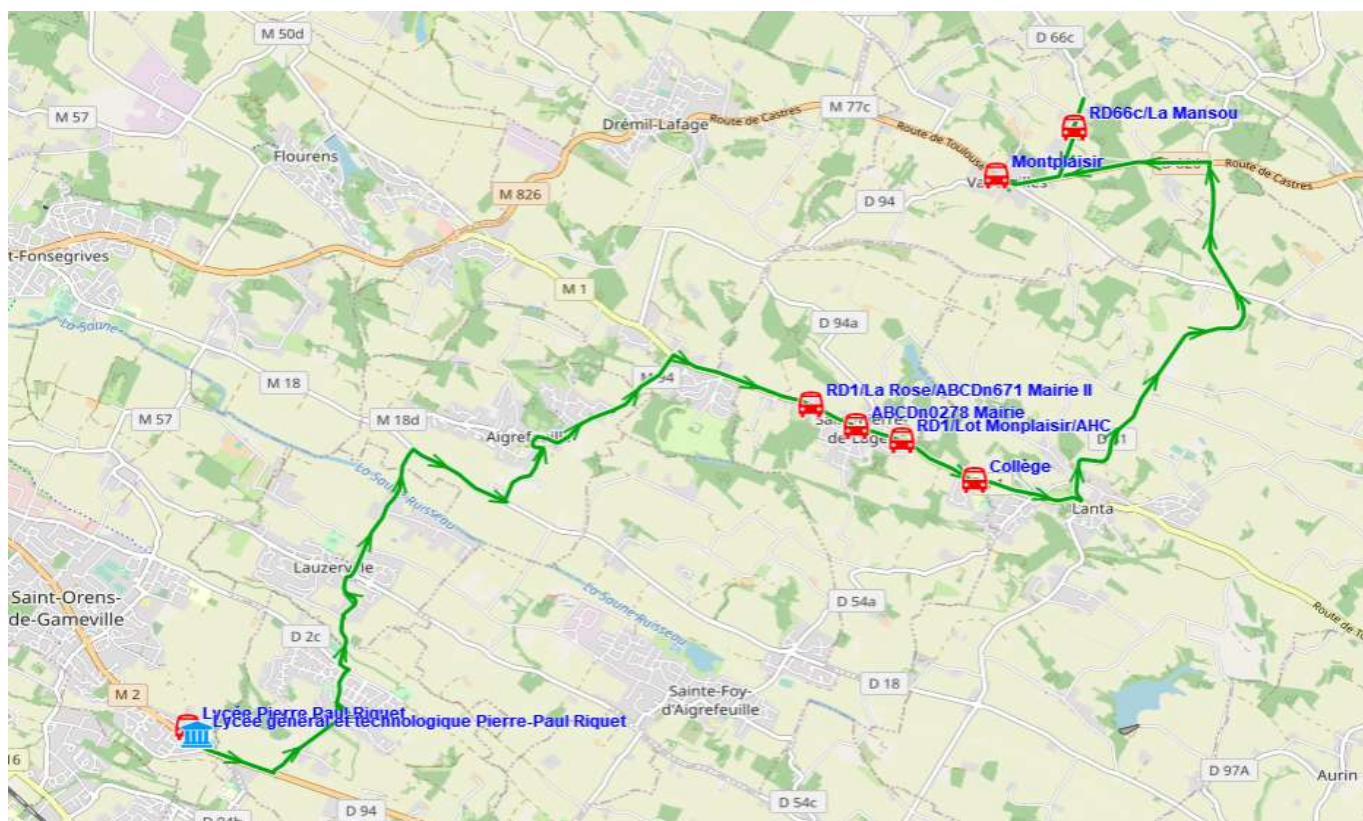 M 50d
D 66c
M 57
M 77c
Drémil-Lafage
Route de Castres
RD66c/La Mansou
Flourens
Route de Toulouse
Montplaisir
Route de Castres
M 826
D 94
t-Fonsegrives
M 1
La Saune
D 94a
M 18
M 94
RD1/La Rose/ABCDn671 Mairie II
M 57
M 18d
ABCDn0278 Mairie
Aigrefeuille
RD1/Lot Monplaisir/AHC
Collège
La Saune-Ruisseau
Lanta
Lauzerville
Saint-Orens-
de-Gameville
D 54a
La Saune-Ruisseau
D 2c
D 18
M 2
Sainte-Foy-
d'Aigrefeuille
Lycée Pierre Paul Riquet
Lycée général et technologique Pierre-Paul Riquet
16
D 97A
Aurin
D 94
D 54c